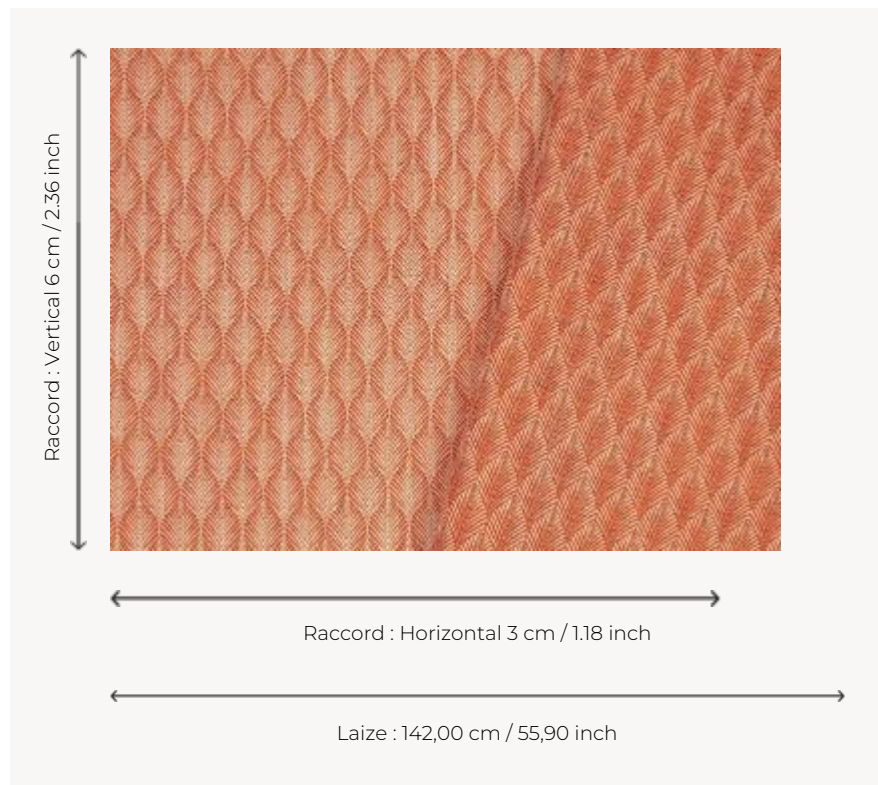 Raccord : Vertical 6 cm / 2.36 inch
Raccord : Horizontal 3 cm / 1.18 inch
Laize : 142,00 cm / 55,90 inch